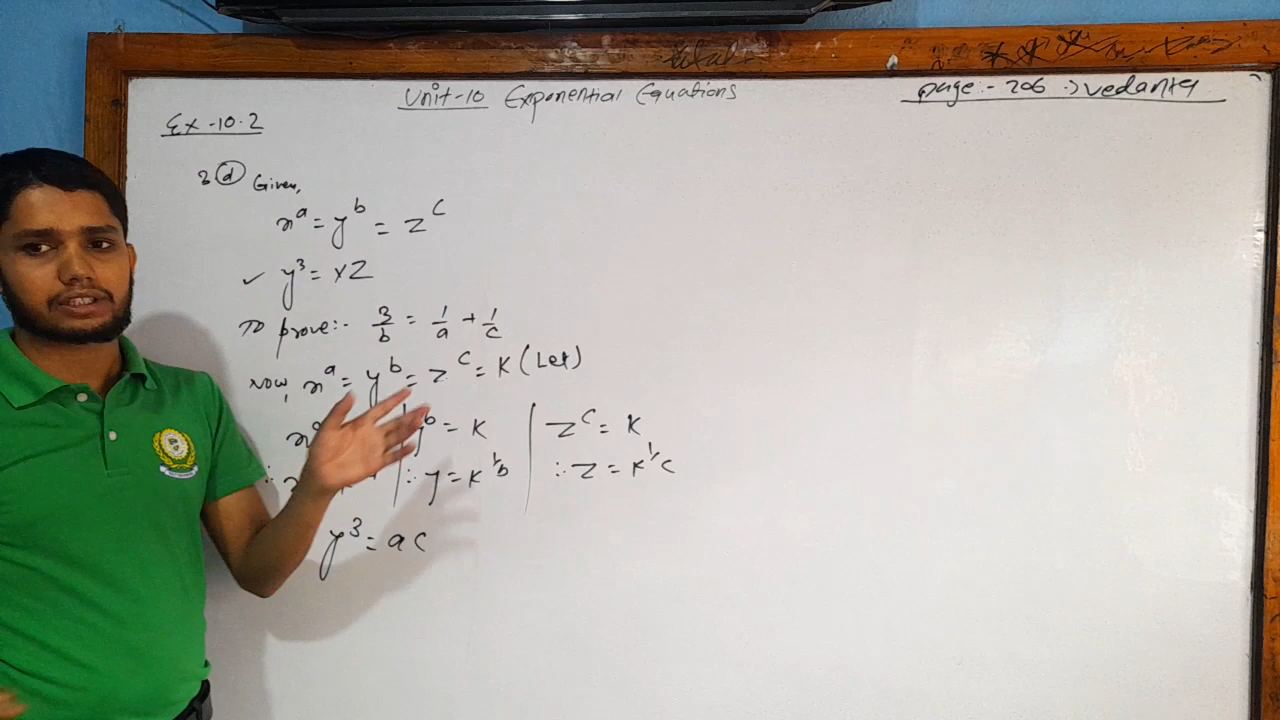 Unit-10 Exponential Equations
page:- 206 :) vedanta
Ex-10.2
3 (d) Given,
x^a = y^b = z^c
✓ y^3 = xz
To prove:- 3/b = 1/a + 1/c
now, x^a = y^b = z^c = K (Let)
y^b = K | z^c = K
∴ y = K^1/b | ∴ z = K^1/c
y^3 = ac